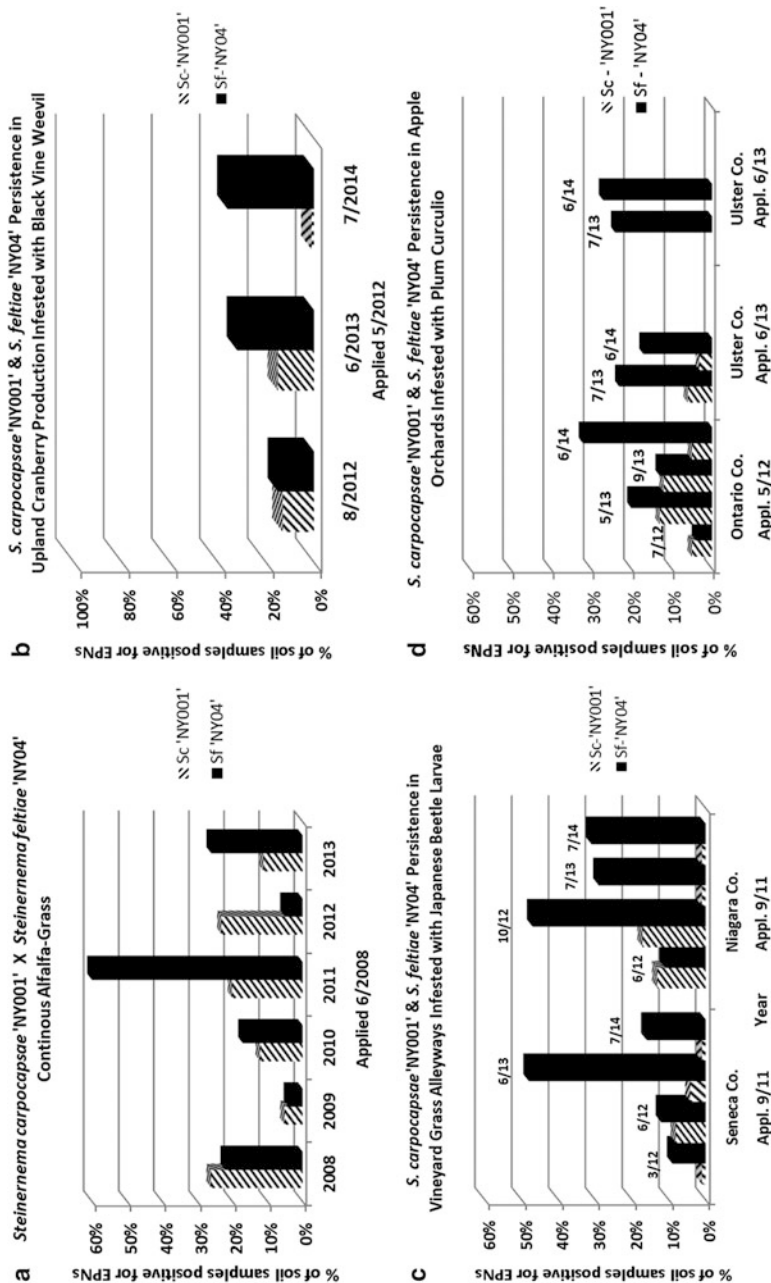 a
Steinernema carpocapsae 'NY001' X Steinernema feltiae 'NY04'
Continous Alfalfa-Grass
% of soil samples positive for EPNs
60%
50%
40%
30%
20%
10%
0%
2008
2009
2010
2011
2012
2013
Applied 6/2008
Sc 'NY001'
Sf 'NY04'
b
S. carpocapsae 'NY001' & S. feltiae 'NY04' Persistence in
Upland Cranberry Production Infested with Black Vine Weevil
% of soil samples positive for EPNs
100%
80%
60%
40%
20%
0%
8/2012
6/2013
7/2014
Applied 5/2012
Sc-'NY001'
Sf-'NY04'
c
S. carpocapsae 'NY001' & S. feltiae 'NY04' Persistence in
Vineyard Grass Alleyways Infested with Japanese Beetle Larvae
% of soil samples positive for EPNs
60%
50%
40%
30%
20%
10%
0%
3/12
6/12
6/13
7/14
6/12
10/12
7/13
7/14
Seneca Co.
Appl. 9/11
Year
Niagara Co.
Appl. 9/11
Sc-'NY001'
Sf-'NY04'
d
S. carpocapsae 'NY001' & S. feltiae 'NY04' Persistence in Apple
Orchards Infested with Plum Curculio
% of soil samples positive for EPNs
60%
50%
40%
30%
20%
10%
0%
7/12
5/13
9/13
6/14
7/13
6/14
7/13
6/14
Ontario Co.
Appl. 5/12
Ulster Co.
Appl. 6/13
Ulster Co.
Appl. 6/13
Sc - 'NY001'
Sf - 'NY04'